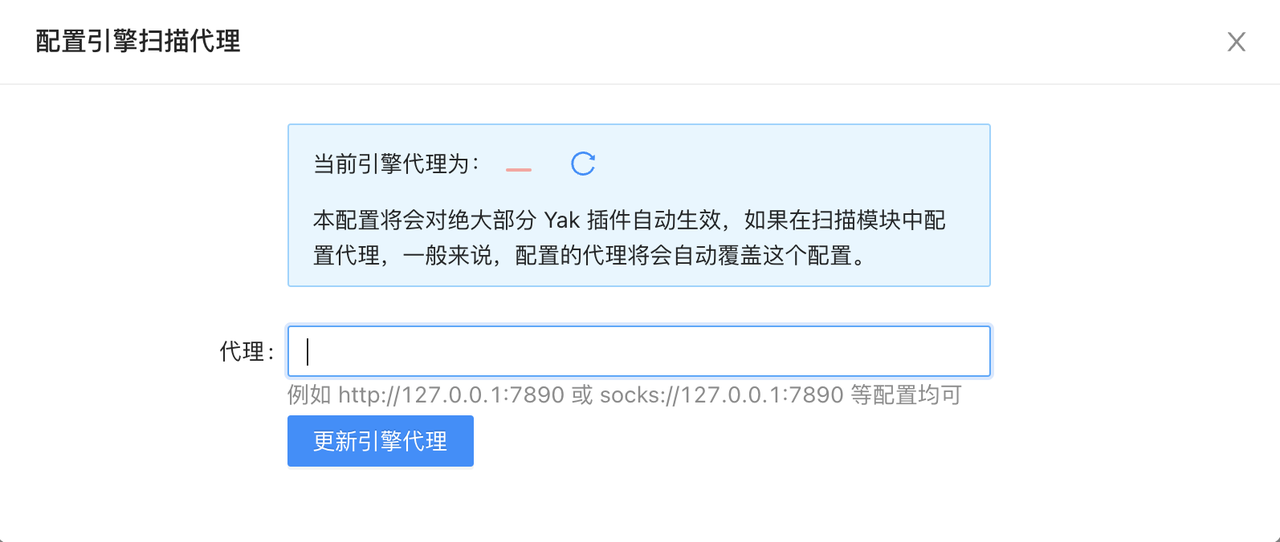 配置引擎扫描代理
当前引擎代理为：
本配置将会对绝大部分 Yak 插件自动生效，如果在扫描模块中配
置代理，一般来说，配置的代理将会自动覆盖这个配置。
代理：
例如 http://127.0.0.1:7890 或 socks://127.0.0.1:7890 等配置均可
更新引擎代理